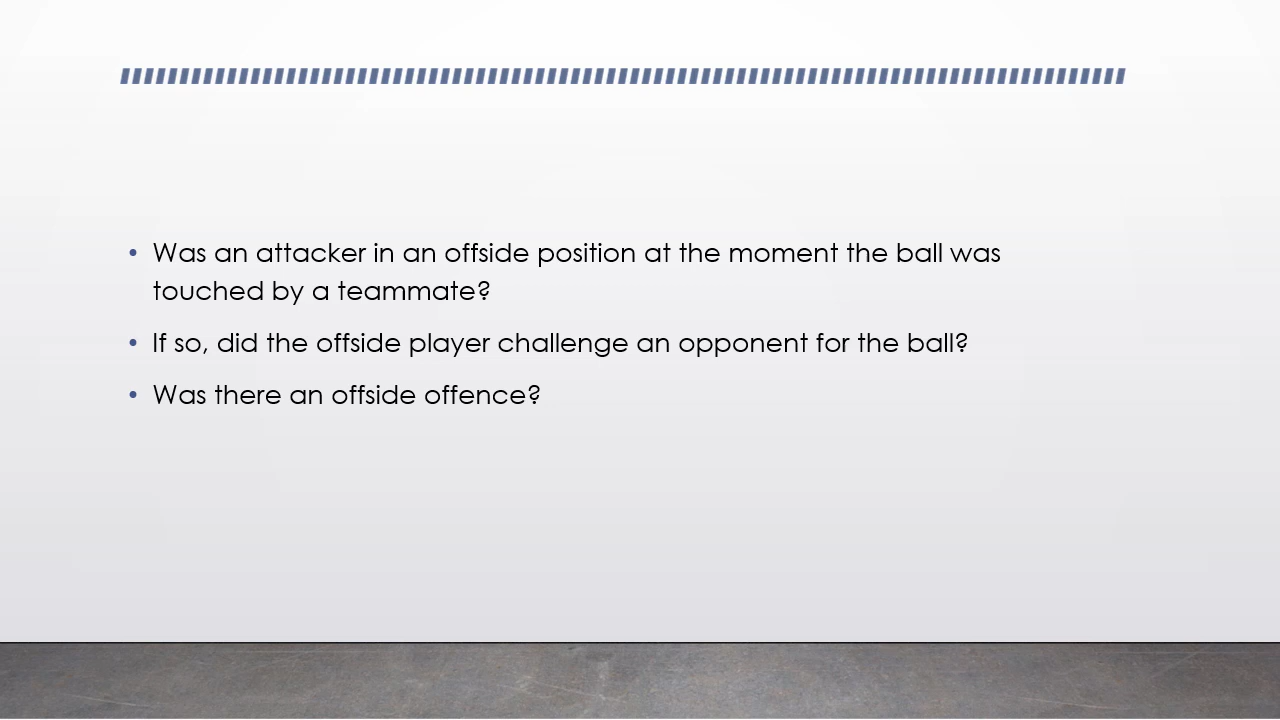 • Was an attacker in an offside position at the moment the ball was
touched by a teammate?
• If so, did the offside player challenge an opponent for the ball?
• Was there an offside offence?